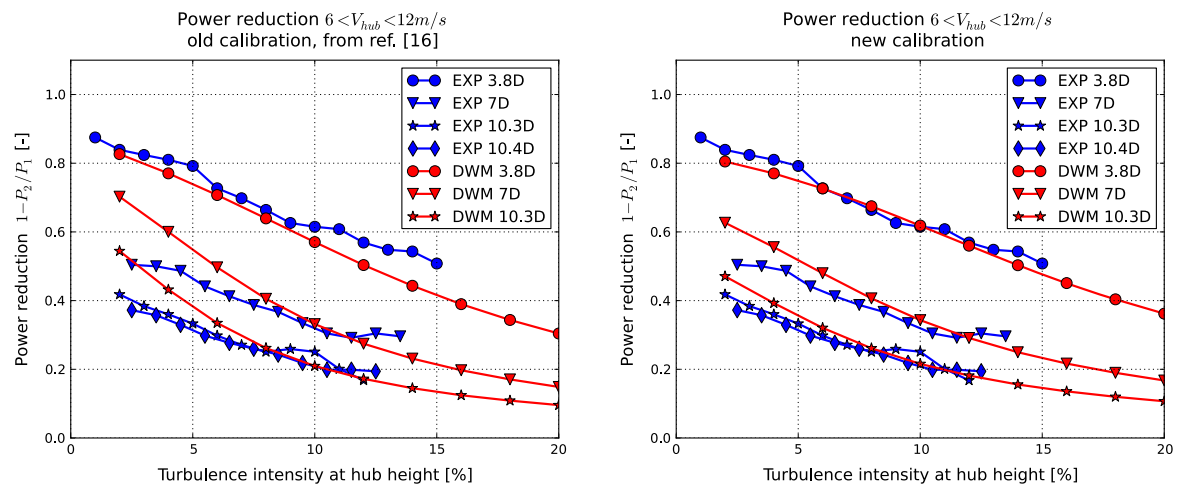 Power reduction 6 < V_hub < 12m/s
old calibration, from ref. [16]
Power reduction 1 − P_2/P_1 [-]
1.0
0.8
0.6
0.4
0.2
0.0
0
5
10
15
20
Turbulence intensity at hub height [%]
EXP 3.8D
EXP 7D
EXP 10.3D
EXP 10.4D
DWM 3.8D
DWM 7D
DWM 10.3D
Power reduction 6 < V_hub < 12m/s
new calibration
Power reduction 1 − P_2/P_1 [-]
1.0
0.8
0.6
0.4
0.2
0.0
0
5
10
15
20
Turbulence intensity at hub height [%]
EXP 3.8D
EXP 7D
EXP 10.3D
EXP 10.4D
DWM 3.8D
DWM 7D
DWM 10.3D